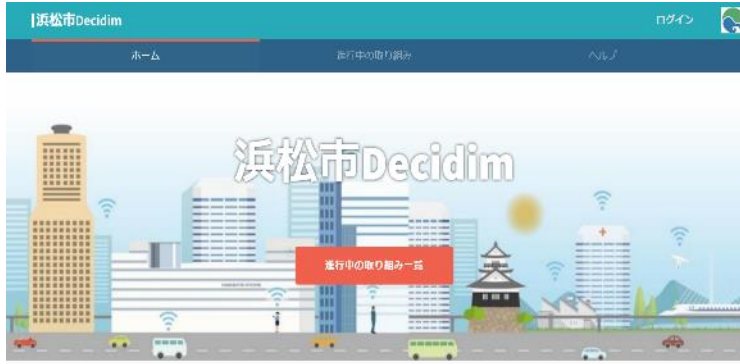 浜松市Decidim
ログイン
ホーム
進行中の取り組み
ヘルプ
浜松市Decidim
進行中の取り組み一覧